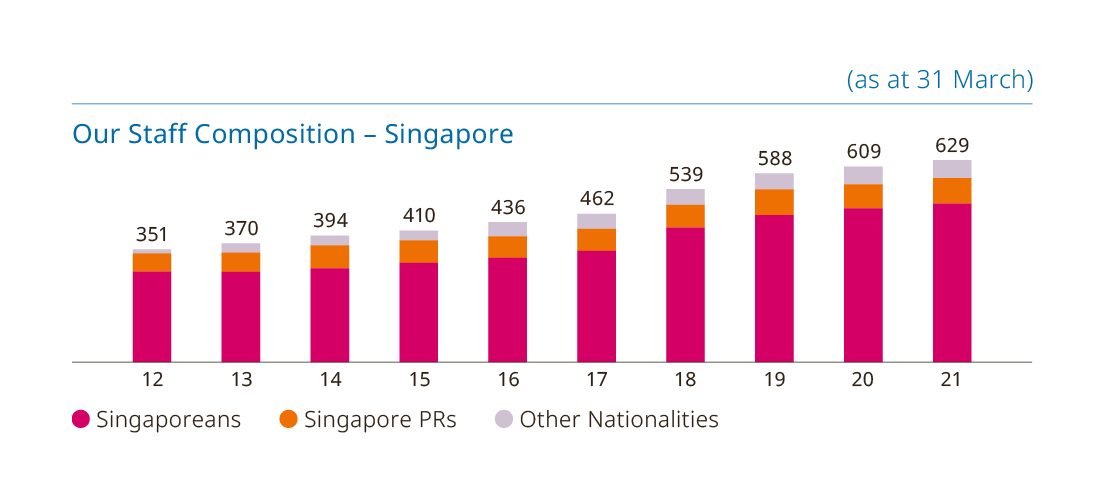 (as at 31 March)
Our Staff Composition – Singapore
351 370 394 410 436 462 539 588 609 629
12 13 14 15 16 17 18 19 20 21
Singaporeans Singapore PRs Other Nationalities